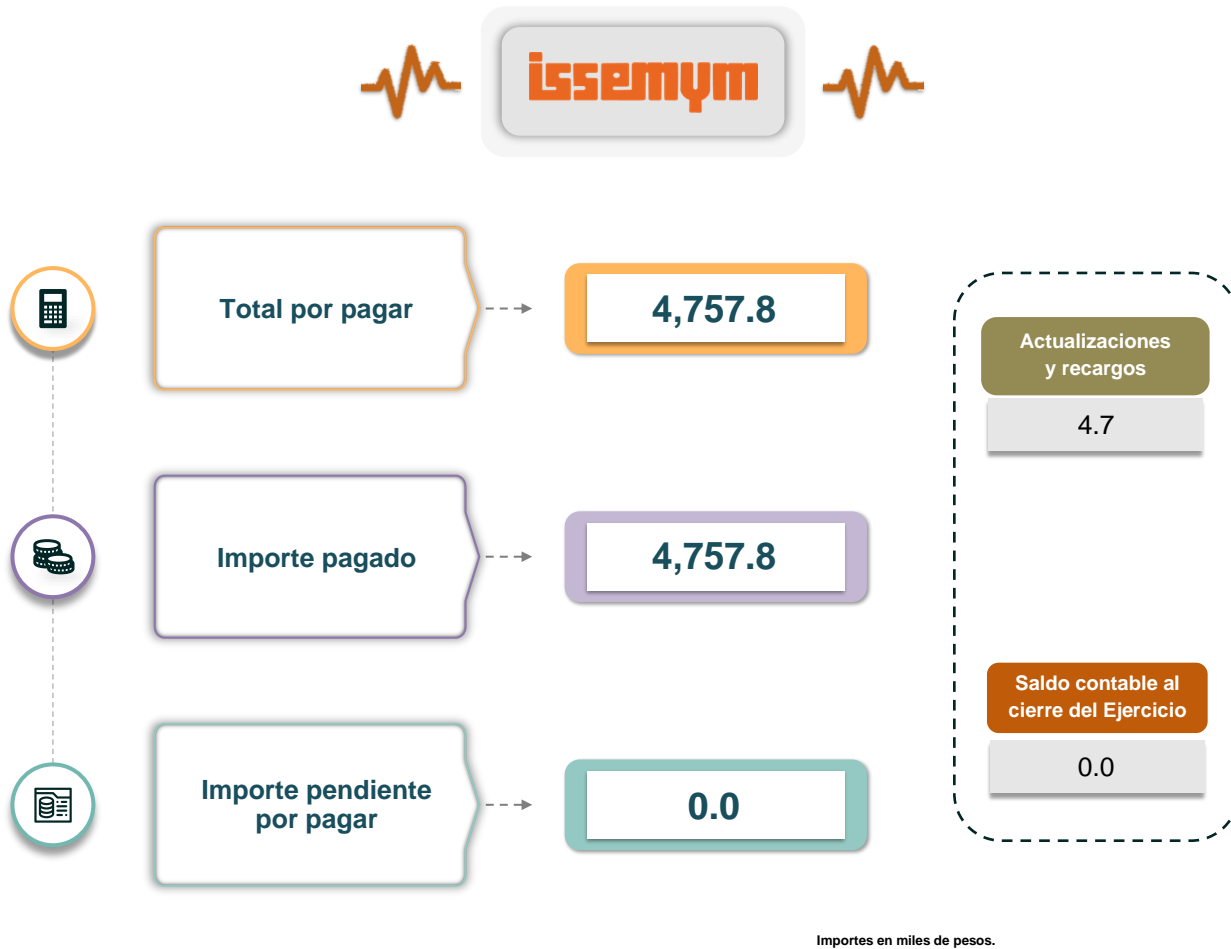 issemym
Total por pagar
4,757.8
Actualizaciones
y recargos
4.7
Importe pagado
4,757.8
Importe pendiente
por pagar
0.0
Saldo contable al
cierre del Ejercicio
0.0
Importes en miles de pesos.